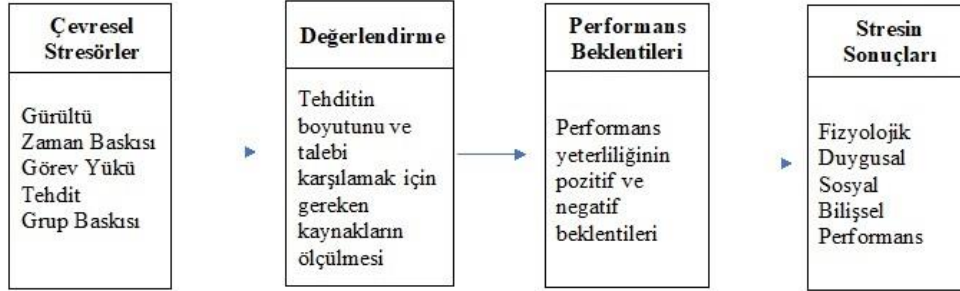 Çevresel
Stresörler
Gürültü
Zaman Baskısı
Görev Yükü
Tehdit
Grup Baskısı
Değerlendirme
Tehditin
boyutunu ve
talebi
karşılamak için
gereken
kaynakların
ölçülmesi
Performans
Beklentileri
Performans
yeterliliğinin
pozitif ve
negatif
beklentileri
Stresin
Sonuçları
Fizyolojik
Duygusal
Sosyal
Bilişsel
Performans